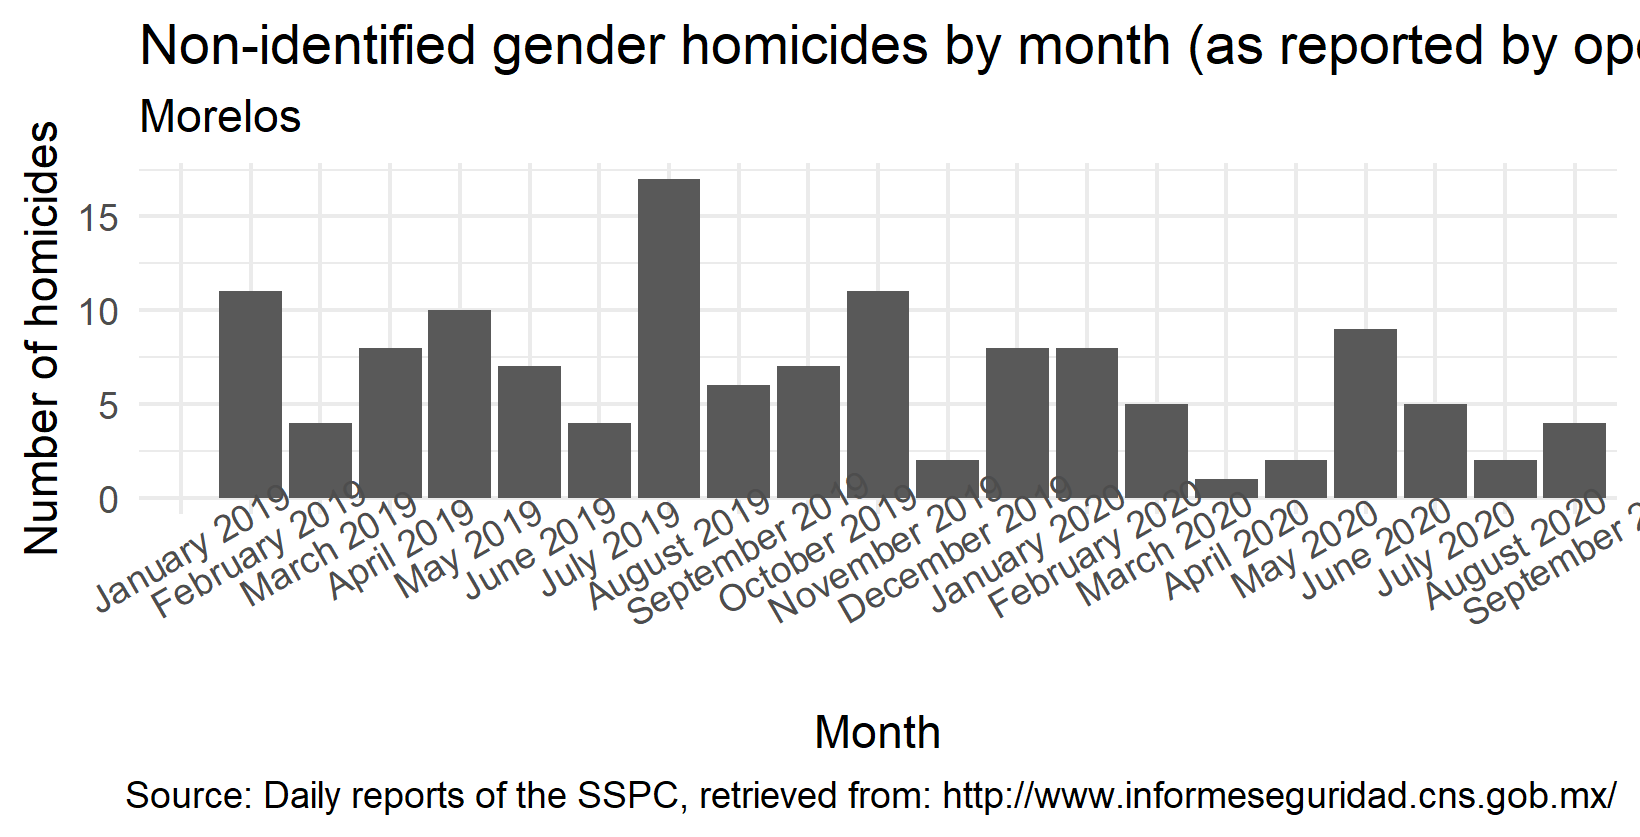 Non-identified gender homicides by month (as reported by ope
Morelos
Number of homicides
15
10
5
0
January 2019
February 2019
March 2019
April 2019
May 2019
June 2019
July 2019
August 2019
September 2019
October 2019
November 2019
December 2019
January 2020
February 2020
March 2020
April 2020
May 2020
June 2020
July 2020
August 2020
September 2
Month
Source: Daily reports of the SSPC, retrieved from: http://www.informeseguridad.cns.gob.mx/